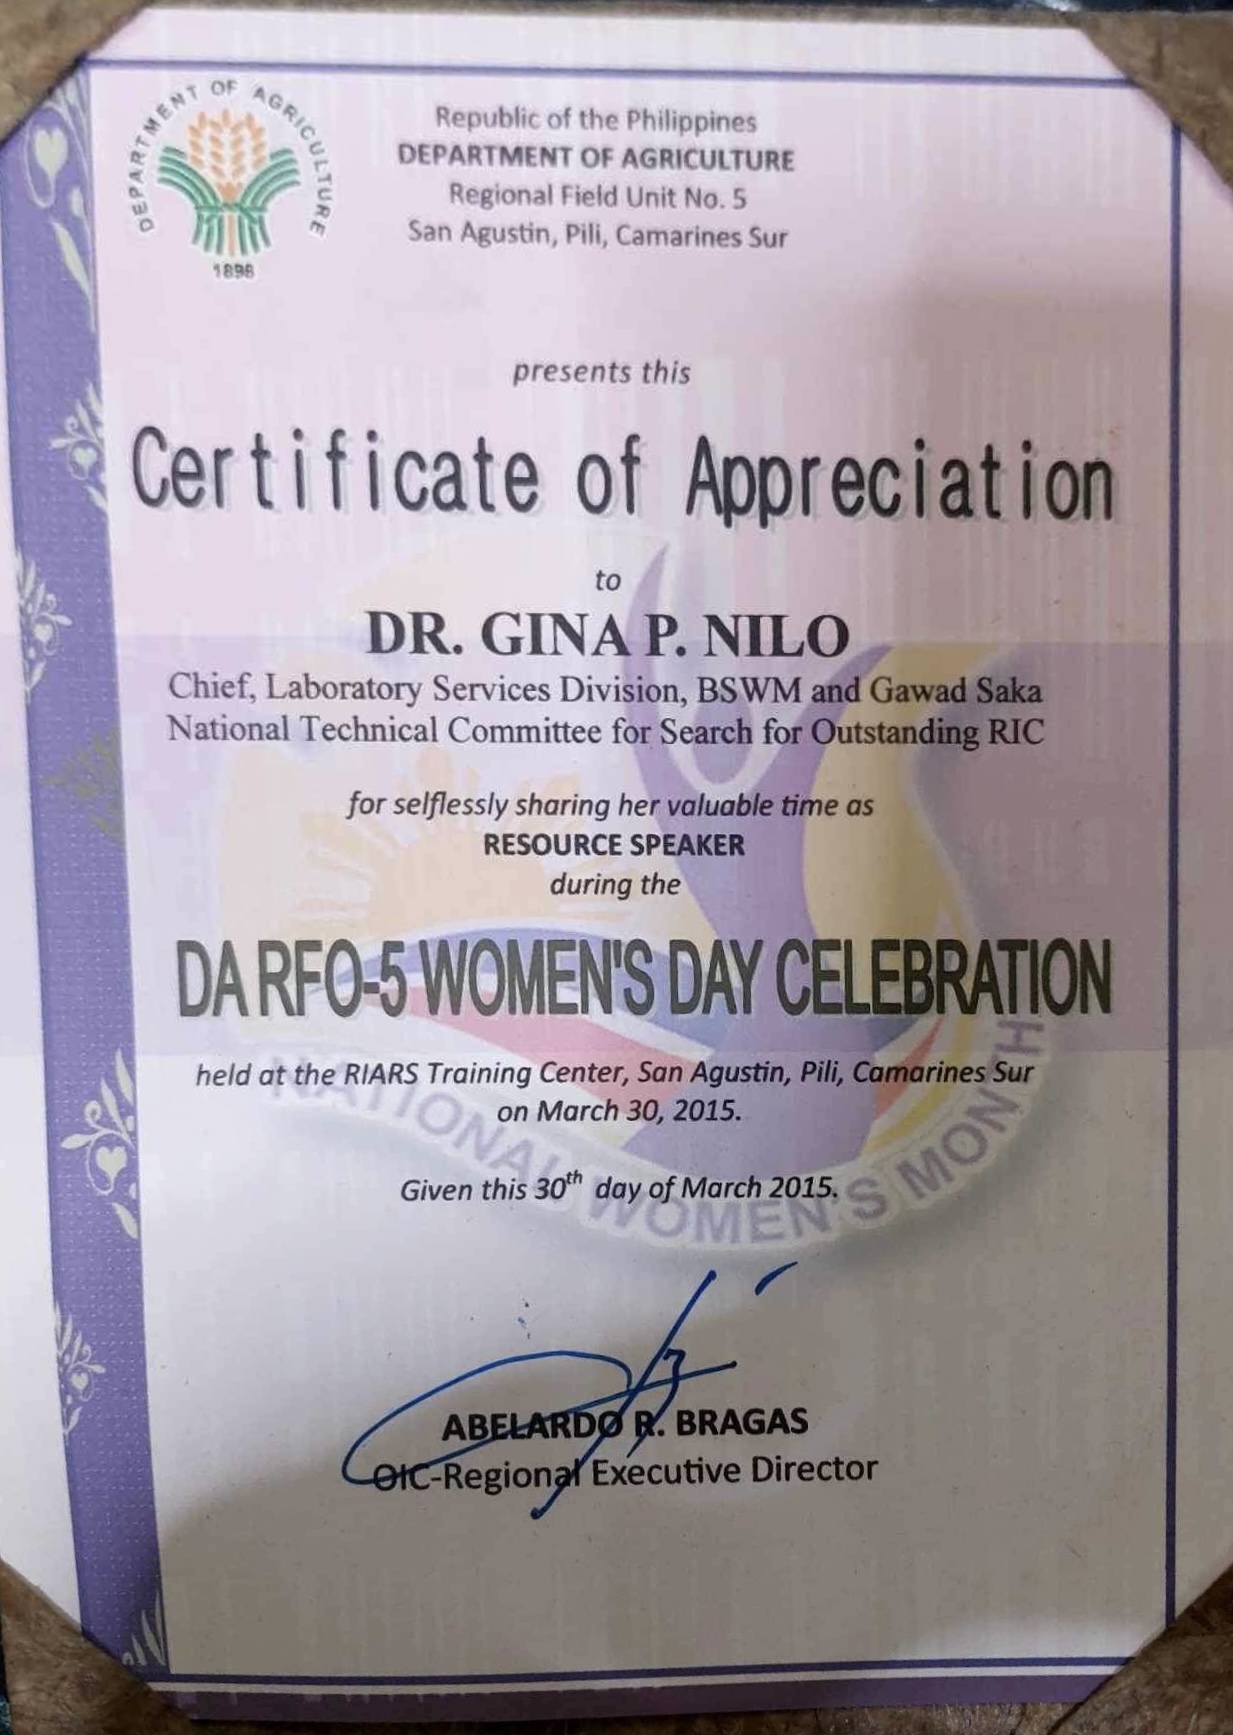 DEPARTMENT OF AGRICULTURE
1898
Republic of the Philippines
DEPARTMENT OF AGRICULTURE
Regional Field Unit No. 5
San Agustin, Pili, Camarines Sur
presents this
Certificate of Appreciation
to
DR. GINA P. NILO
Chief, Laboratory Services Division, BSWM and Gawad Saka
National Technical Committee for Search for Outstanding RIC
for selflessly sharing her valuable time as
RESOURCE SPEAKER
during the
DA RFO-5 WOMEN'S DAY CELEBRATION
held at the RIARS Training Center, San Agustin, Pili, Camarines Sur
on March 30, 2015.
NATIONAL WOMEN'S MONTH
Given this 30th day of March 2015.
ABELARDO R. BRAGAS
OIC-Regional Executive Director